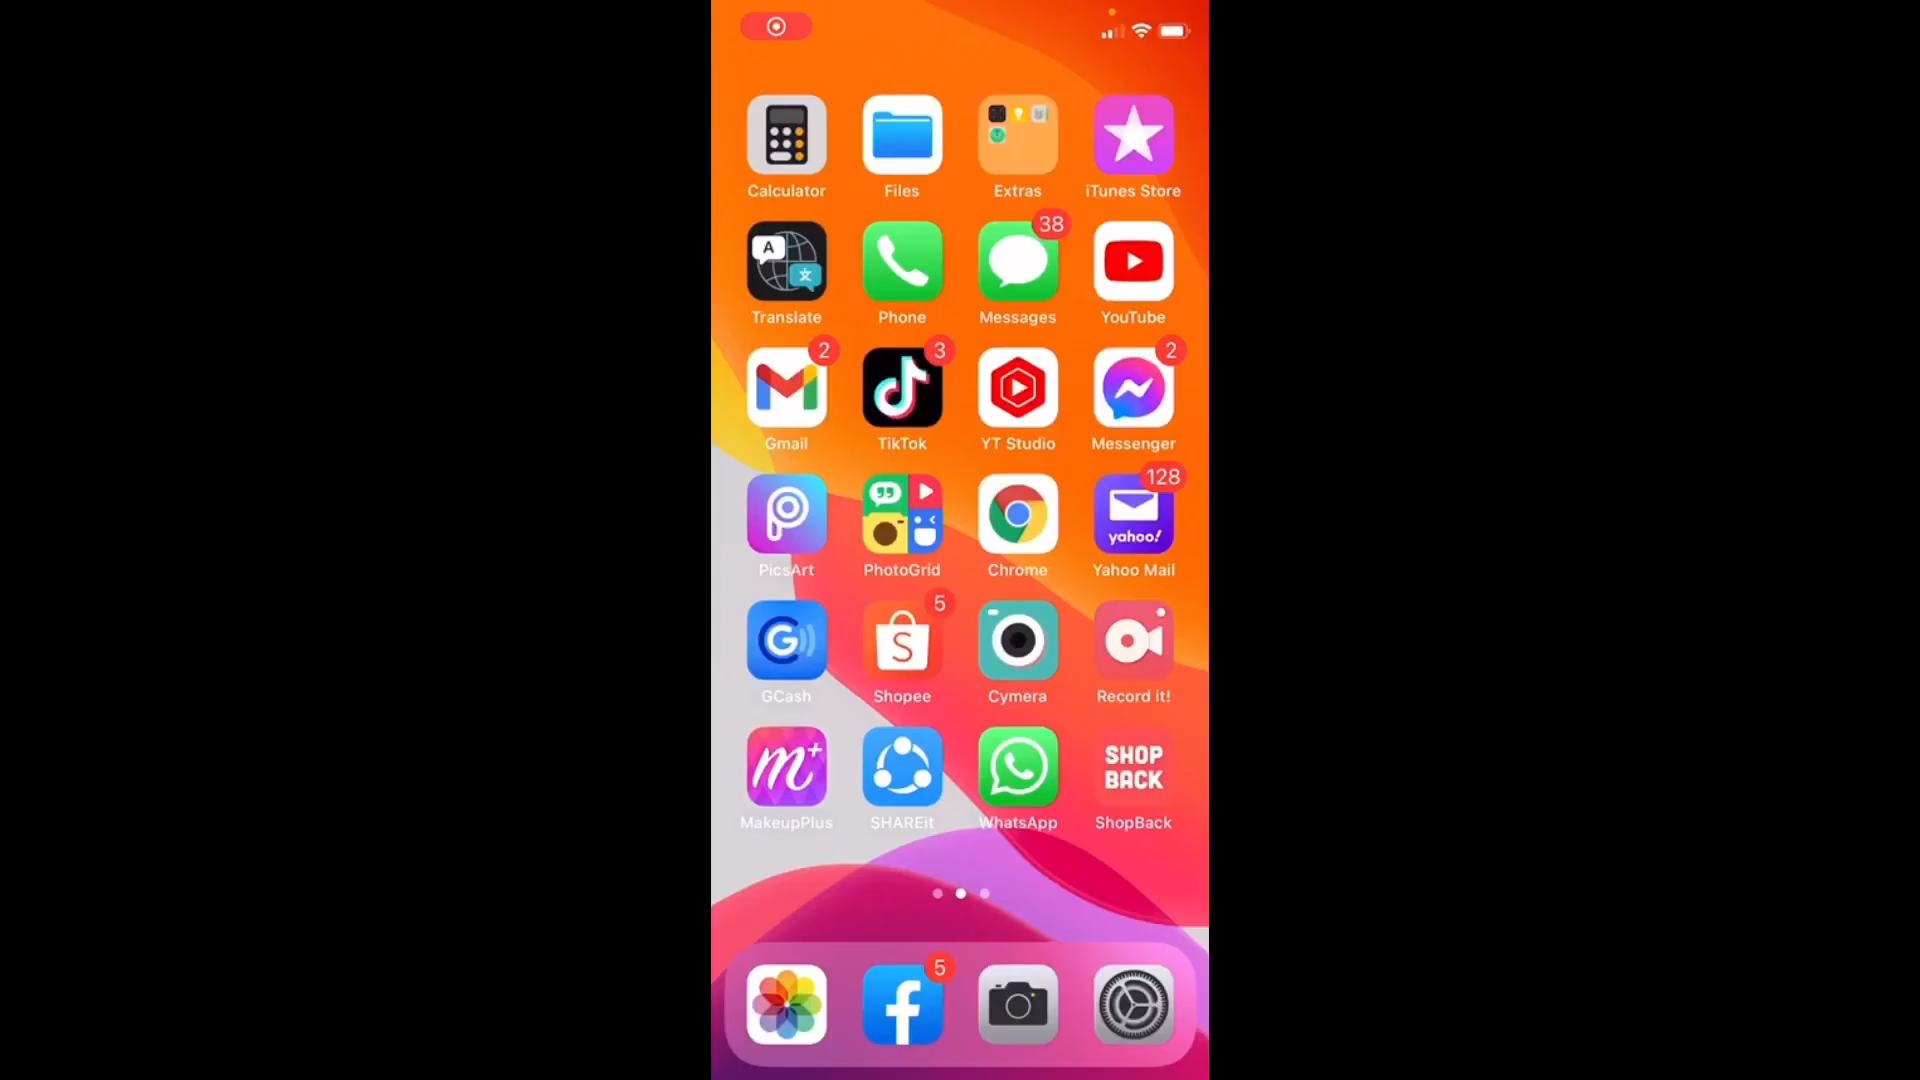 Calculator Files Extras iTunes Store
38
A
文
Translate Phone Messages YouTube
2 3 2
Gmail TikTok YT Studio Messenger
128
yahoo!
PicsArt PhotoGrid Chrome Yahoo Mail
5
G S
GCash Shopee Cymera Record it!
m+ SHOP
BACK
MakeupPlus SHAREit WhatsApp ShopBack
5
f